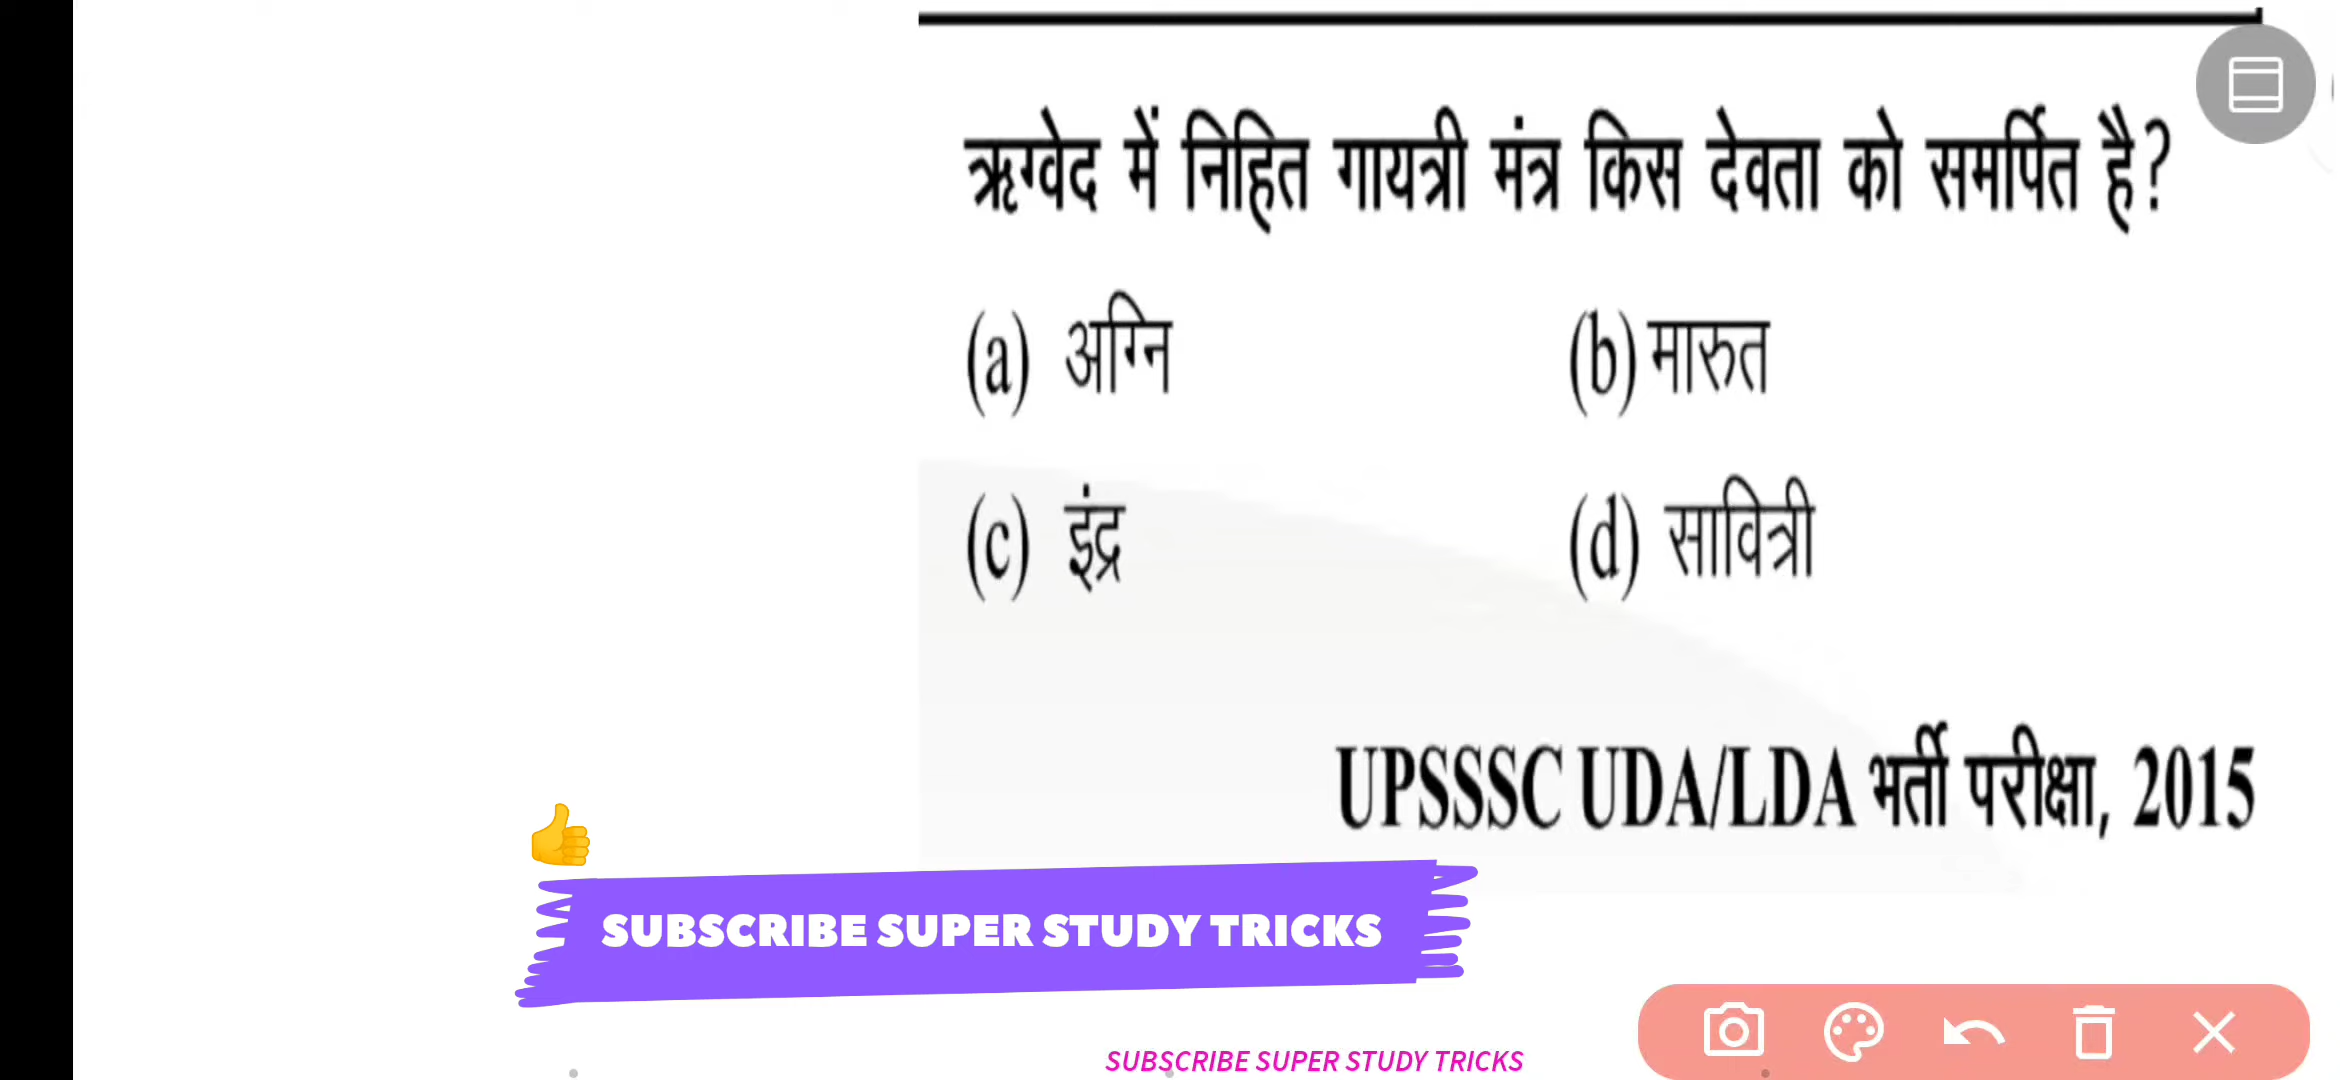 ऋग्वेद में निहित गायत्री मंत्र किस देवता को समर्पित है?
(a) अग्नि (b) मारुत
(c) इंद्र (d) सावित्री
UPSSSC UDA/LDA भर्ती परीक्षा, 2015
👍
SUBSCRIBE SUPER STUDY TRICKS
SUBSCRIBE SUPER STUDY TRICKS